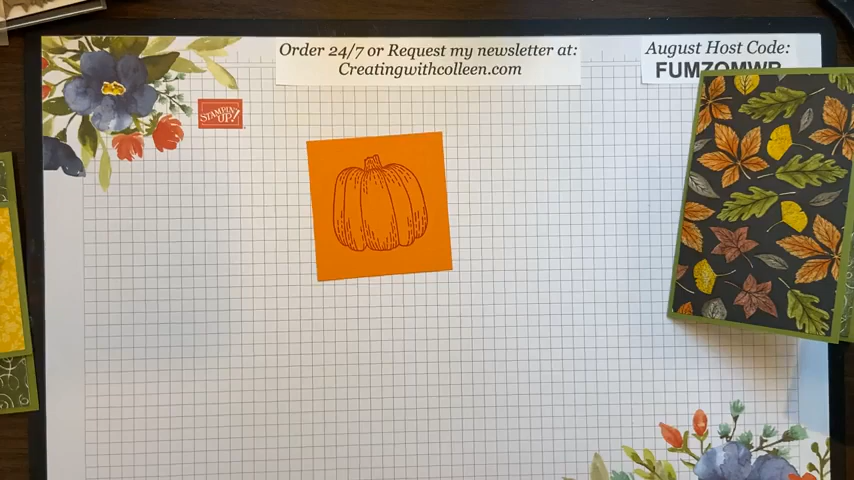 Order 24/7 or Request my newsletter at:
Creatingwithcolleen.com
August Host Code:
STAMPIN' UP!